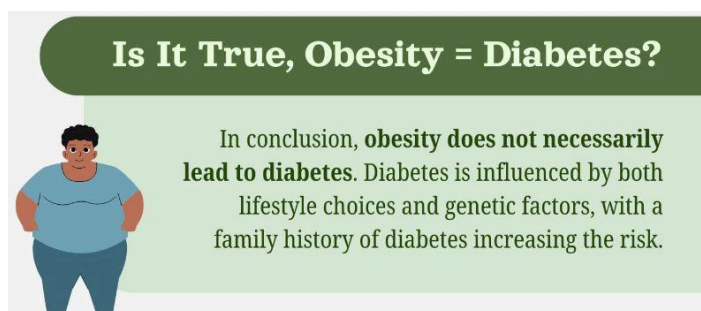 Is It True, Obesity = Diabetes?
In conclusion, obesity does not necessarily
lead to diabetes. Diabetes is influenced by both
lifestyle choices and genetic factors, with a
family history of diabetes increasing the risk.